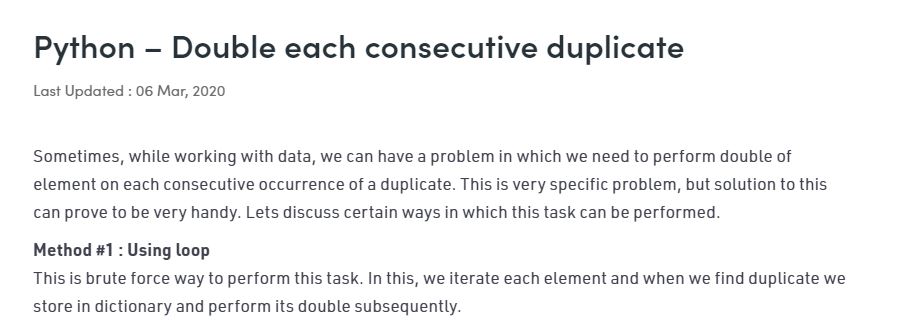 Python – Double each consecutive duplicate
Last Updated : 06 Mar, 2020
Sometimes, while working with data, we can have a problem in which we need to perform double of
element on each consecutive occurrence of a duplicate. This is very specific problem, but solution to this
can prove to be very handy. Lets discuss certain ways in which this task can be performed.
Method #1 : Using loop
This is brute force way to perform this task. In this, we iterate each element and when we find duplicate we
store in dictionary and perform its double subsequently.